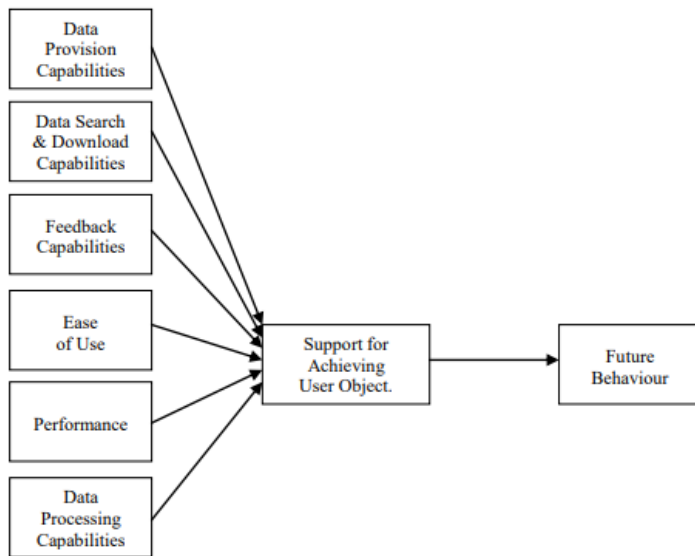 Data
Provision
Capabilities
Data Search
& Download
Capabilities
Feedback
Capabilities
Ease
of Use
Performance
Data
Processing
Capabilities
Support for
Achieving
User Object.
Future
Behaviour